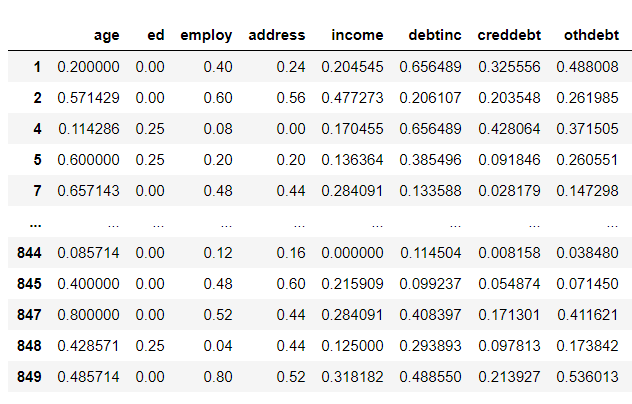 age ed employ address income debtinc creddebt othdebt
1 0.200000 0.00 0.40 0.24 0.204545 0.656489 0.325556 0.488008
2 0.571429 0.00 0.60 0.56 0.477273 0.206107 0.203548 0.261985
4 0.114286 0.25 0.08 0.00 0.170455 0.656489 0.428064 0.371505
5 0.600000 0.25 0.20 0.20 0.136364 0.385496 0.091846 0.260551
7 0.657143 0.00 0.48 0.44 0.284091 0.133588 0.028179 0.147298
... ... ... ... ... ... ... ... ...
844 0.085714 0.00 0.12 0.16 0.000000 0.114504 0.008158 0.038480
845 0.400000 0.00 0.48 0.60 0.215909 0.099237 0.054874 0.071450
847 0.800000 0.00 0.52 0.44 0.284091 0.408397 0.171301 0.411621
848 0.428571 0.25 0.04 0.44 0.125000 0.293893 0.097813 0.173842
849 0.485714 0.00 0.80 0.52 0.318182 0.488550 0.213927 0.536013